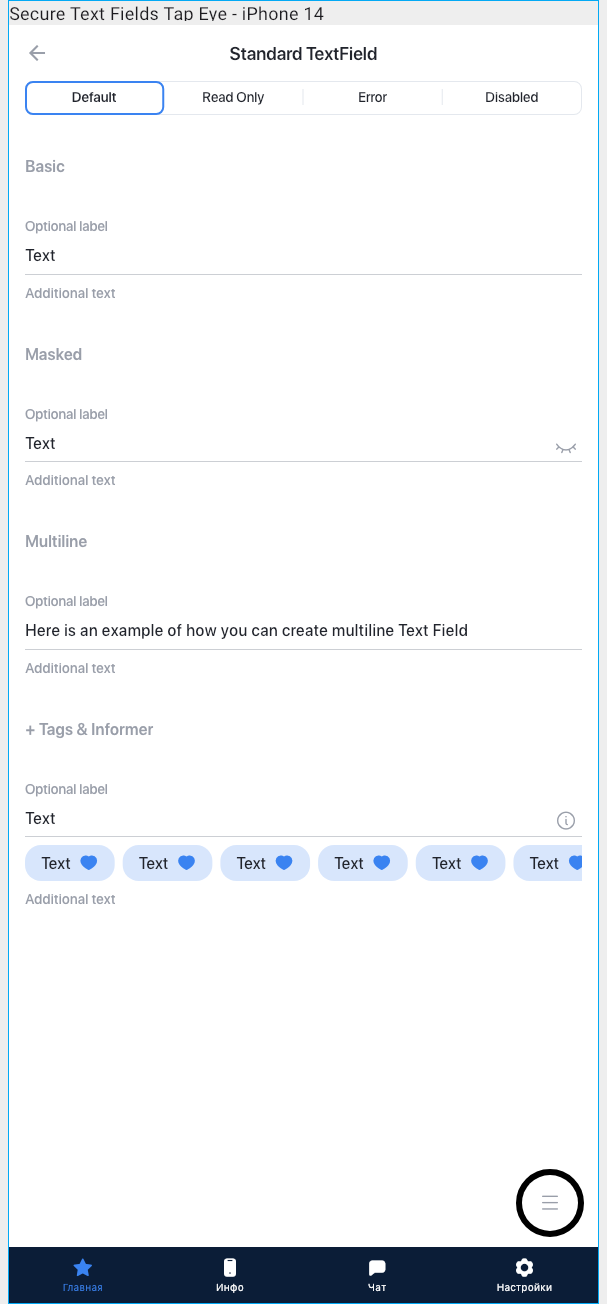 Secure Text Fields Tap Eye - iPhone 14
Standard TextField
Default Read Only Error Disabled
Basic
Optional label
Text
Additional text
Masked
Optional label
Text
Additional text
Multiline
Optional label
Here is an example of how you can create multiline Text Field
Additional text
+ Tags & Informer
Optional label
Text
Text Text Text Text Text Text
Additional text
Главная Инфо Чат Настройки